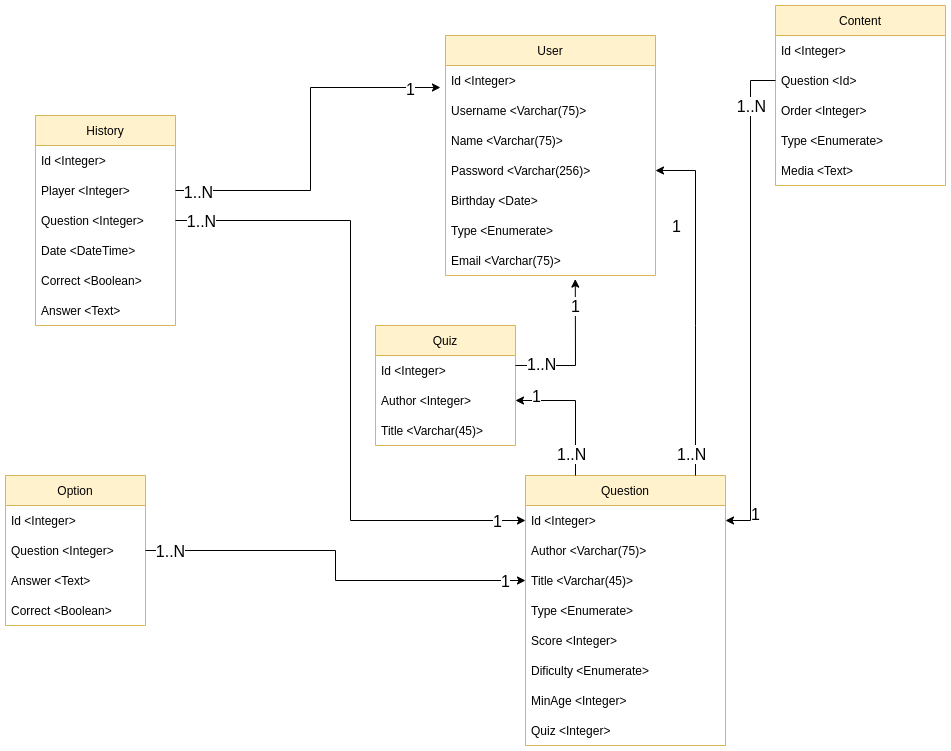 Content
Id <Integer>
Question <Id>
Order <Integer>
Type <Enumerate>
Media <Text>
User
Id <Integer>
Username <Varchar(75)>
Name <Varchar(75)>
Password <Varchar(256)>
Birthday <Date>
Type <Enumerate>
Email <Varchar(75)>
History
Id <Integer>
Player <Integer>
Question <Integer>
Date <DateTime>
Correct <Boolean>
Answer <Text>
1
1..N
1..N
1..N
1
1
Quiz
Id <Integer>
Author <Integer>
Title <Varchar(45)>
1..N
1
1..N
1..N
Option
Id <Integer>
Question <Integer>
Answer <Text>
Correct <Boolean>
1..N
1
1
1
Question
Id <Integer>
Author <Varchar(75)>
Title <Varchar(45)>
Type <Enumerate>
Score <Integer>
Dificulty <Enumerate>
MinAge <Integer>
Quiz <Integer>